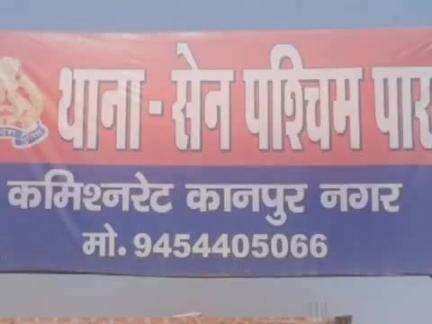 थाना - सेन पश्चिम पारा
कमिश्नरेट कानपुर नगर
मो. 9454405066